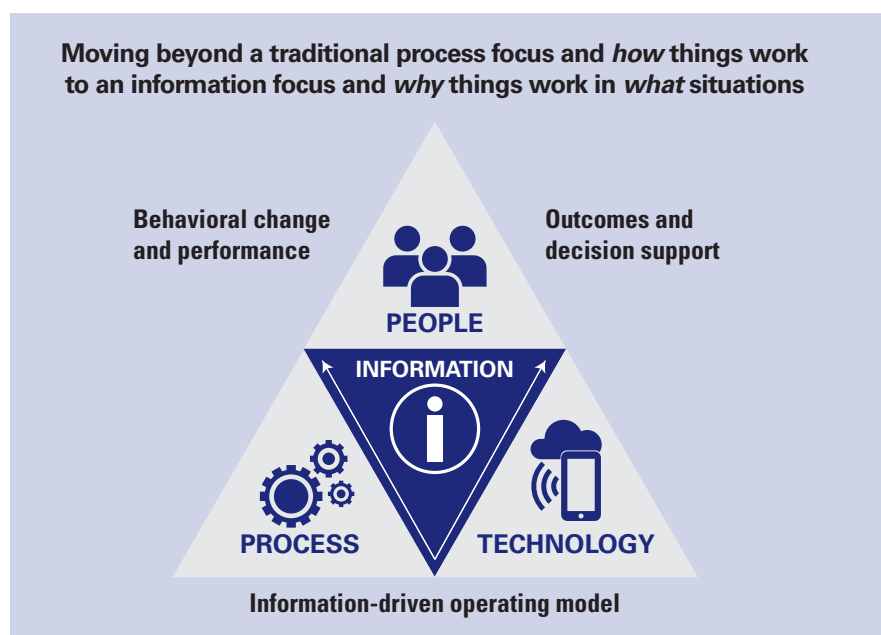 Moving beyond a traditional process focus and how things work
to an information focus and why things work in what situations
Behavioral change
and performance
Outcomes and
decision support
PEOPLE
INFORMATION
i
PROCESS
TECHNOLOGY
Information-driven operating model